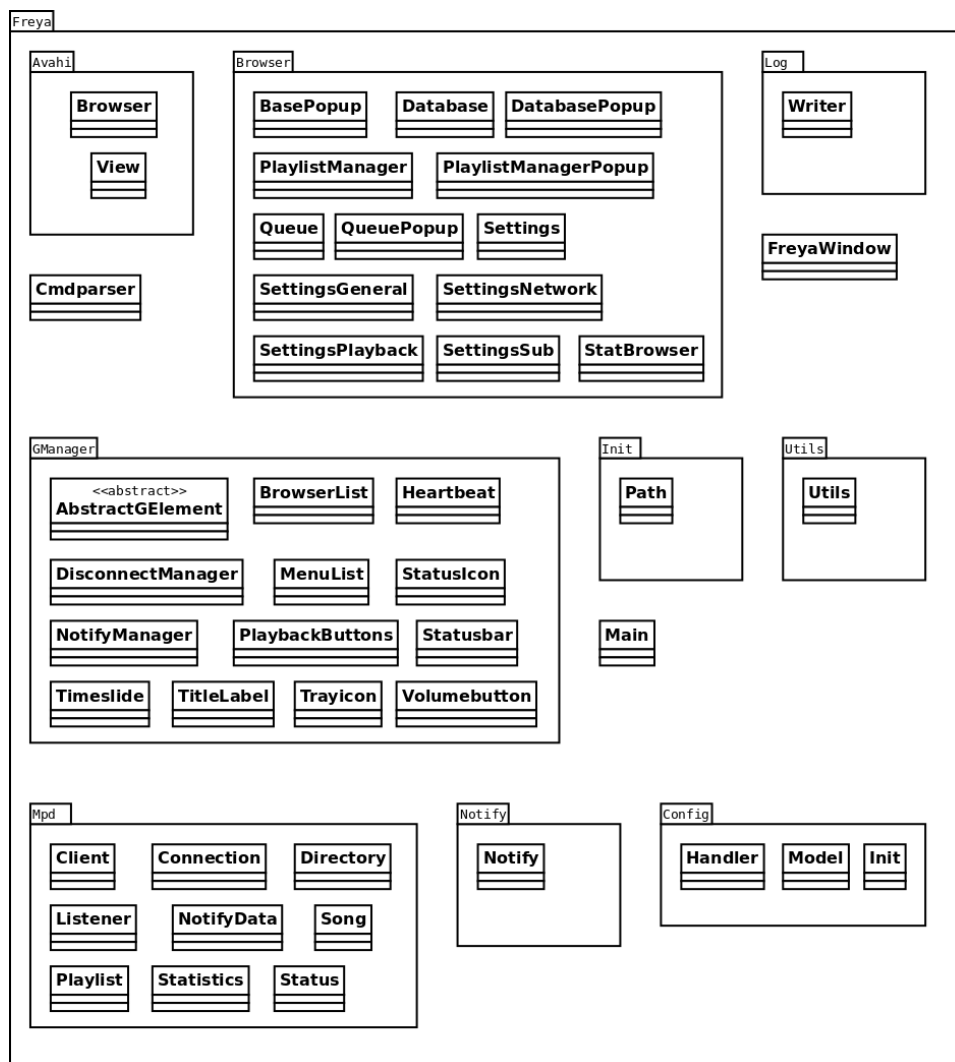 Freya
Avahi
Browser
View
Browser
BasePopup
Database
DatabasePopup
PlaylistManager
PlaylistManagerPopup
Queue
QueuePopup
Settings
SettingsGeneral
SettingsNetwork
SettingsPlayback
SettingsSub
StatBrowser
Log
Writer
FreyaWindow
Cmdparser
GManager
<<abstract>>
AbstractGElement
BrowserList
Heartbeat
DisconnectManager
MenuList
StatusIcon
NotifyManager
PlaybackButtons
Statusbar
Timeslide
TitleLabel
Trayicon
Volumebutton
Init
Path
Utils
Utils
Main
Mpd
Client
Connection
Directory
Listener
NotifyData
Song
Playlist
Statistics
Status
Notify
Notify
Config
Handler
Model
Init